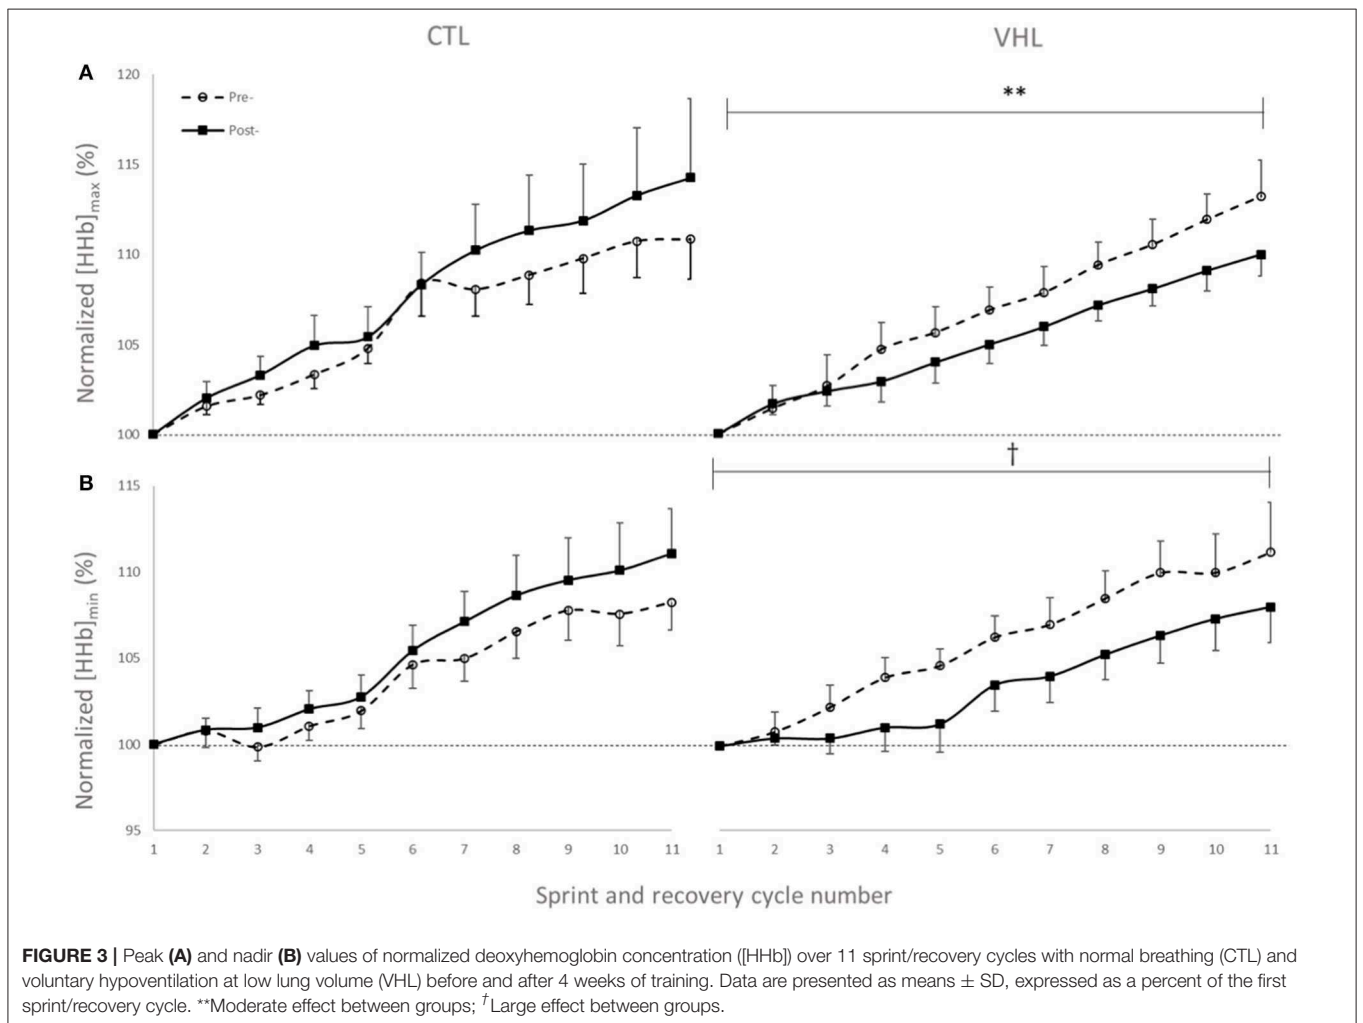 CTL
VHL
A
120
115
110
105
100
Normalized [HHb]max (%)
Pre-
Post-
**
B
115
110
105
100
95
Normalized [HHb]min (%)
†
1 2 3 4 5 6 7 8 9 10 11
1 2 3 4 5 6 7 8 9 10 11
Sprint and recovery cycle number
FIGURE 3 | Peak (A) and nadir (B) values of normalized deoxyhemoglobin concentration ([HHb]) over 11 sprint/recovery cycles with normal breathing (CTL) and
voluntary hypoventilation at low lung volume (VHL) before and after 4 weeks of training. Data are presented as means ± SD, expressed as a percent of the first
sprint/recovery cycle. **Moderate effect between groups; †Large effect between groups.